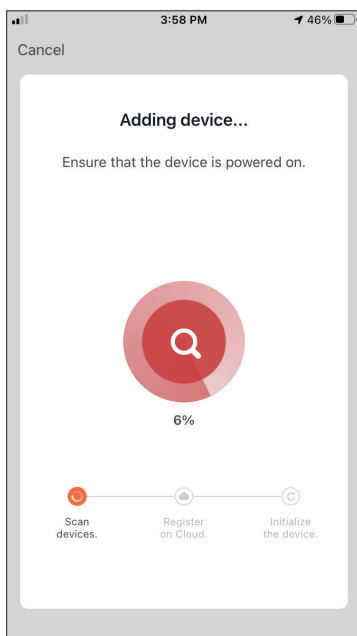 3:58 PM
46%
Cancel
Adding device...
Ensure that the device is powered on.
6%
Scan
devices.
Register
on Cloud.
Initialize
the device.